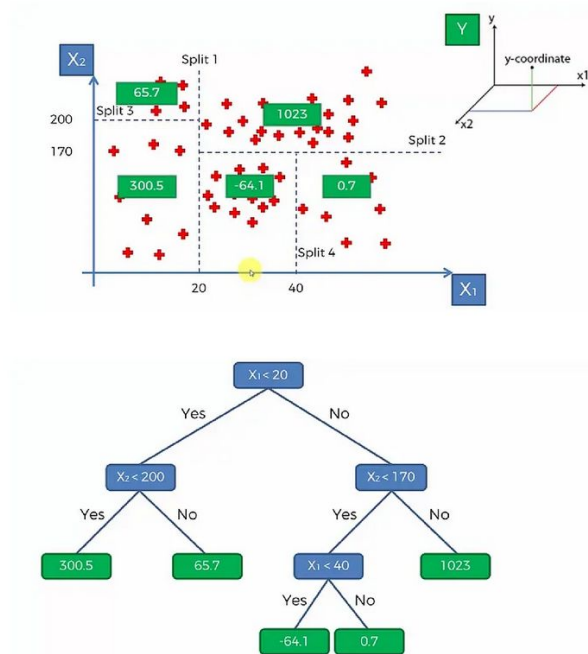 Y
y
y-coordinate
x1
x2
X₂
Split 1
65.7
Split 3
1023
200
170
Split 2
300.5
-64.1
0.7
Split 4
20
40
X₁
X₁ < 20
Yes
No
X₂ < 200
X₂ < 170
Yes
No
Yes
No
300.5
65.7
X₁ < 40
1023
Yes
No
-64.1
0.7